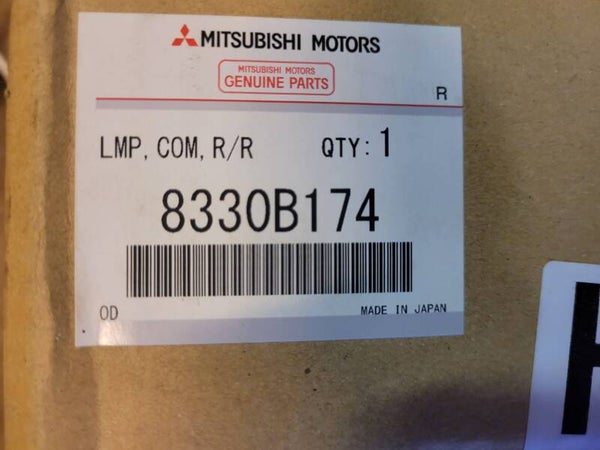 MITSUBISHI MOTORS
MITSUBISHI MOTORS
GENUINE PARTS
R
LMP, COM, R/R QTY: 1
8330B174
OD MADE IN JAPAN